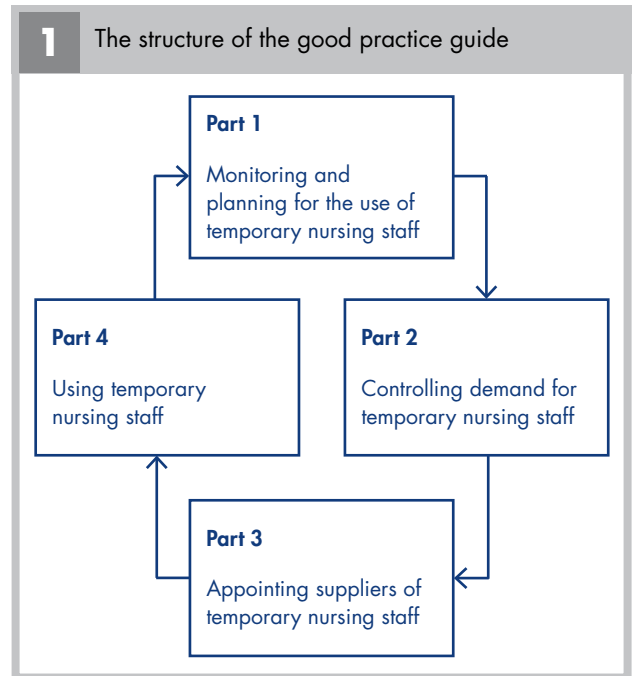 1
The structure of the good practice guide
Part 1
Monitoring and
planning for the use of
temporary nursing staff
Part 2
Controlling demand for
temporary nursing staff
Part 3
Appointing suppliers of
temporary nursing staff
Part 4
Using temporary
nursing staff